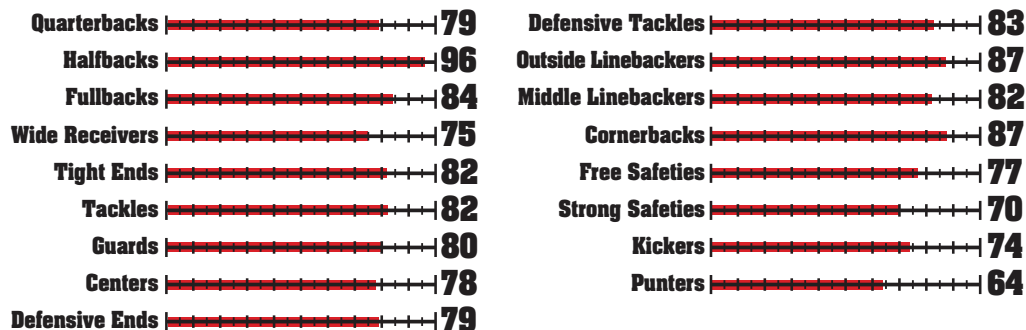 Quarterbacks 79
Halfbacks 96
Fullbacks 84
Wide Receivers 75
Tight Ends 82
Tackles 82
Guards 80
Centers 78
Defensive Ends 79
Defensive Tackles 83
Outside Linebackers 87
Middle Linebackers 82
Cornerbacks 87
Free Safeties 77
Strong Safeties 70
Kickers 74
Punters 64